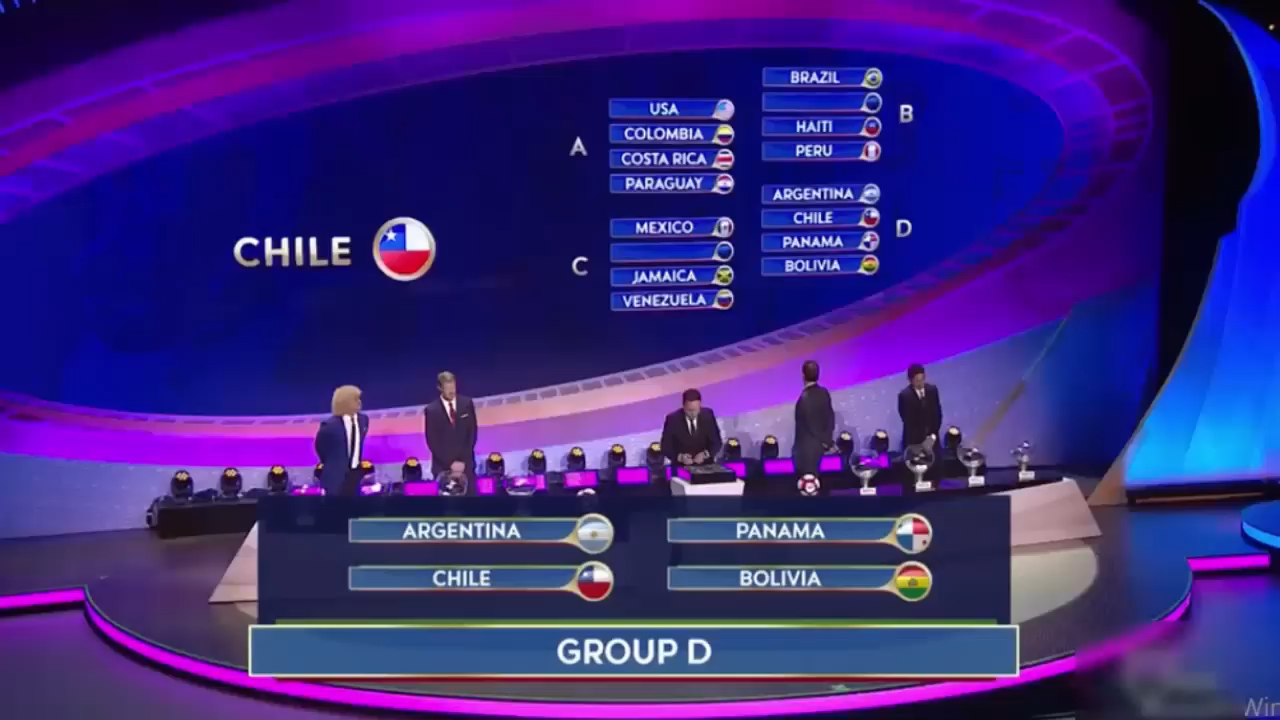 BRAZIL
USA
B
COLOMBIA
HAITI
A
COSTA RICA
PERU
PARAGUAY
ARGENTINA
MEXICO
CHILE
D
CHILE
PANAMA
C
JAMAICA
BOLIVIA
VENEZUELA
ARGENTINA
PANAMA
CHILE
BOLIVIA
GROUP D